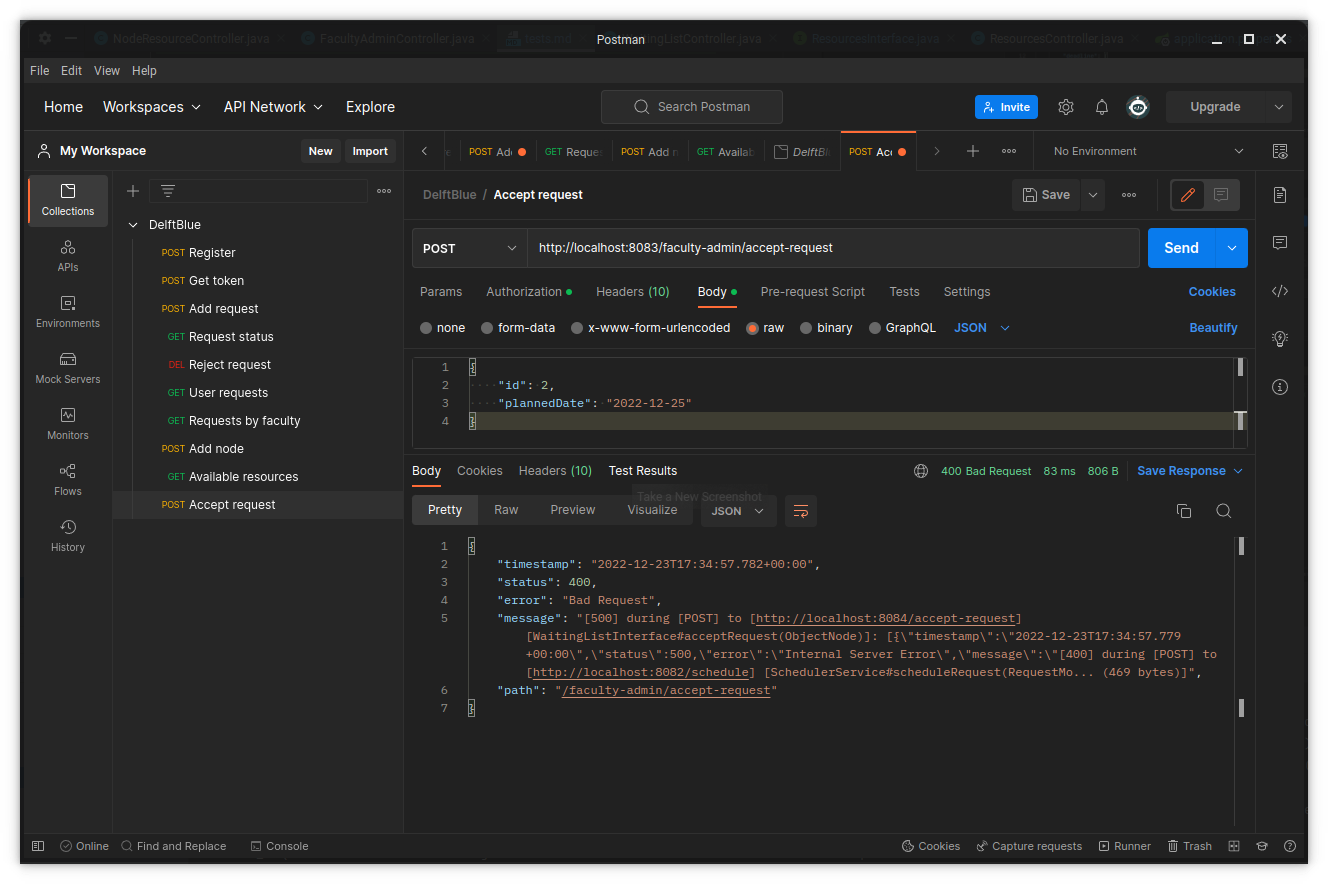 NodeResourceController.java FacultyAdminController.java Postman ResourcesInterface.java ResourcesController.java
File Edit View Help
Home Workspaces API Network Explore Search Postman Invite Upgrade
My Workspace New Import
POST Ad GET Reque POST Add GET Availab DelftBl POST Acc No Environment
Collections
APIs
Environments
Mock Servers
Monitors
Flows
History
DelftBlue
POST Register
POST Get token
POST Add request
GET Request status
DEL Reject request
GET User requests
GET Requests by faculty
POST Add node
GET Available resources
POST Accept request
DelftBlue / Accept request Save
POST http://localhost:8083/faculty-admin/accept-request Send
Params Authorization Headers (10) Body Pre-request Script Tests Settings Cookies
none form-data x-www-form-urlencoded raw binary GraphQL JSON Beautify
1 {
2 "id": 2,
3 "plannedDate": "2022-12-25"
4 }
Body Cookies Headers (10) Test Results 400 Bad Request 83 ms 806 B Save Response
Take a New Screenshot
Pretty Raw Preview Visualize JSON
1 {
2 "timestamp": "2022-12-23T17:34:57.782+00:00",
3 "status": 400,
4 "error": "Bad Request",
5 "message": "[500] during [POST] to [http://localhost:8084/accept-request]
[WaitingListInterface#acceptRequest(ObjectNode)]: [{\"timestamp\":\"2022-12-23T17:34:57.779
+00:00\",\"status\":500,\"error\":\"Internal Server Error\",\"message\":\"[400] during [POST] to
[http://localhost:8082/schedule] [SchedulerService#scheduleRequest(RequestMo... (469 bytes)]",
6 "path": "/faculty-admin/accept-request"
7 }
Online Find and Replace Console Cookies Capture requests Runner Trash